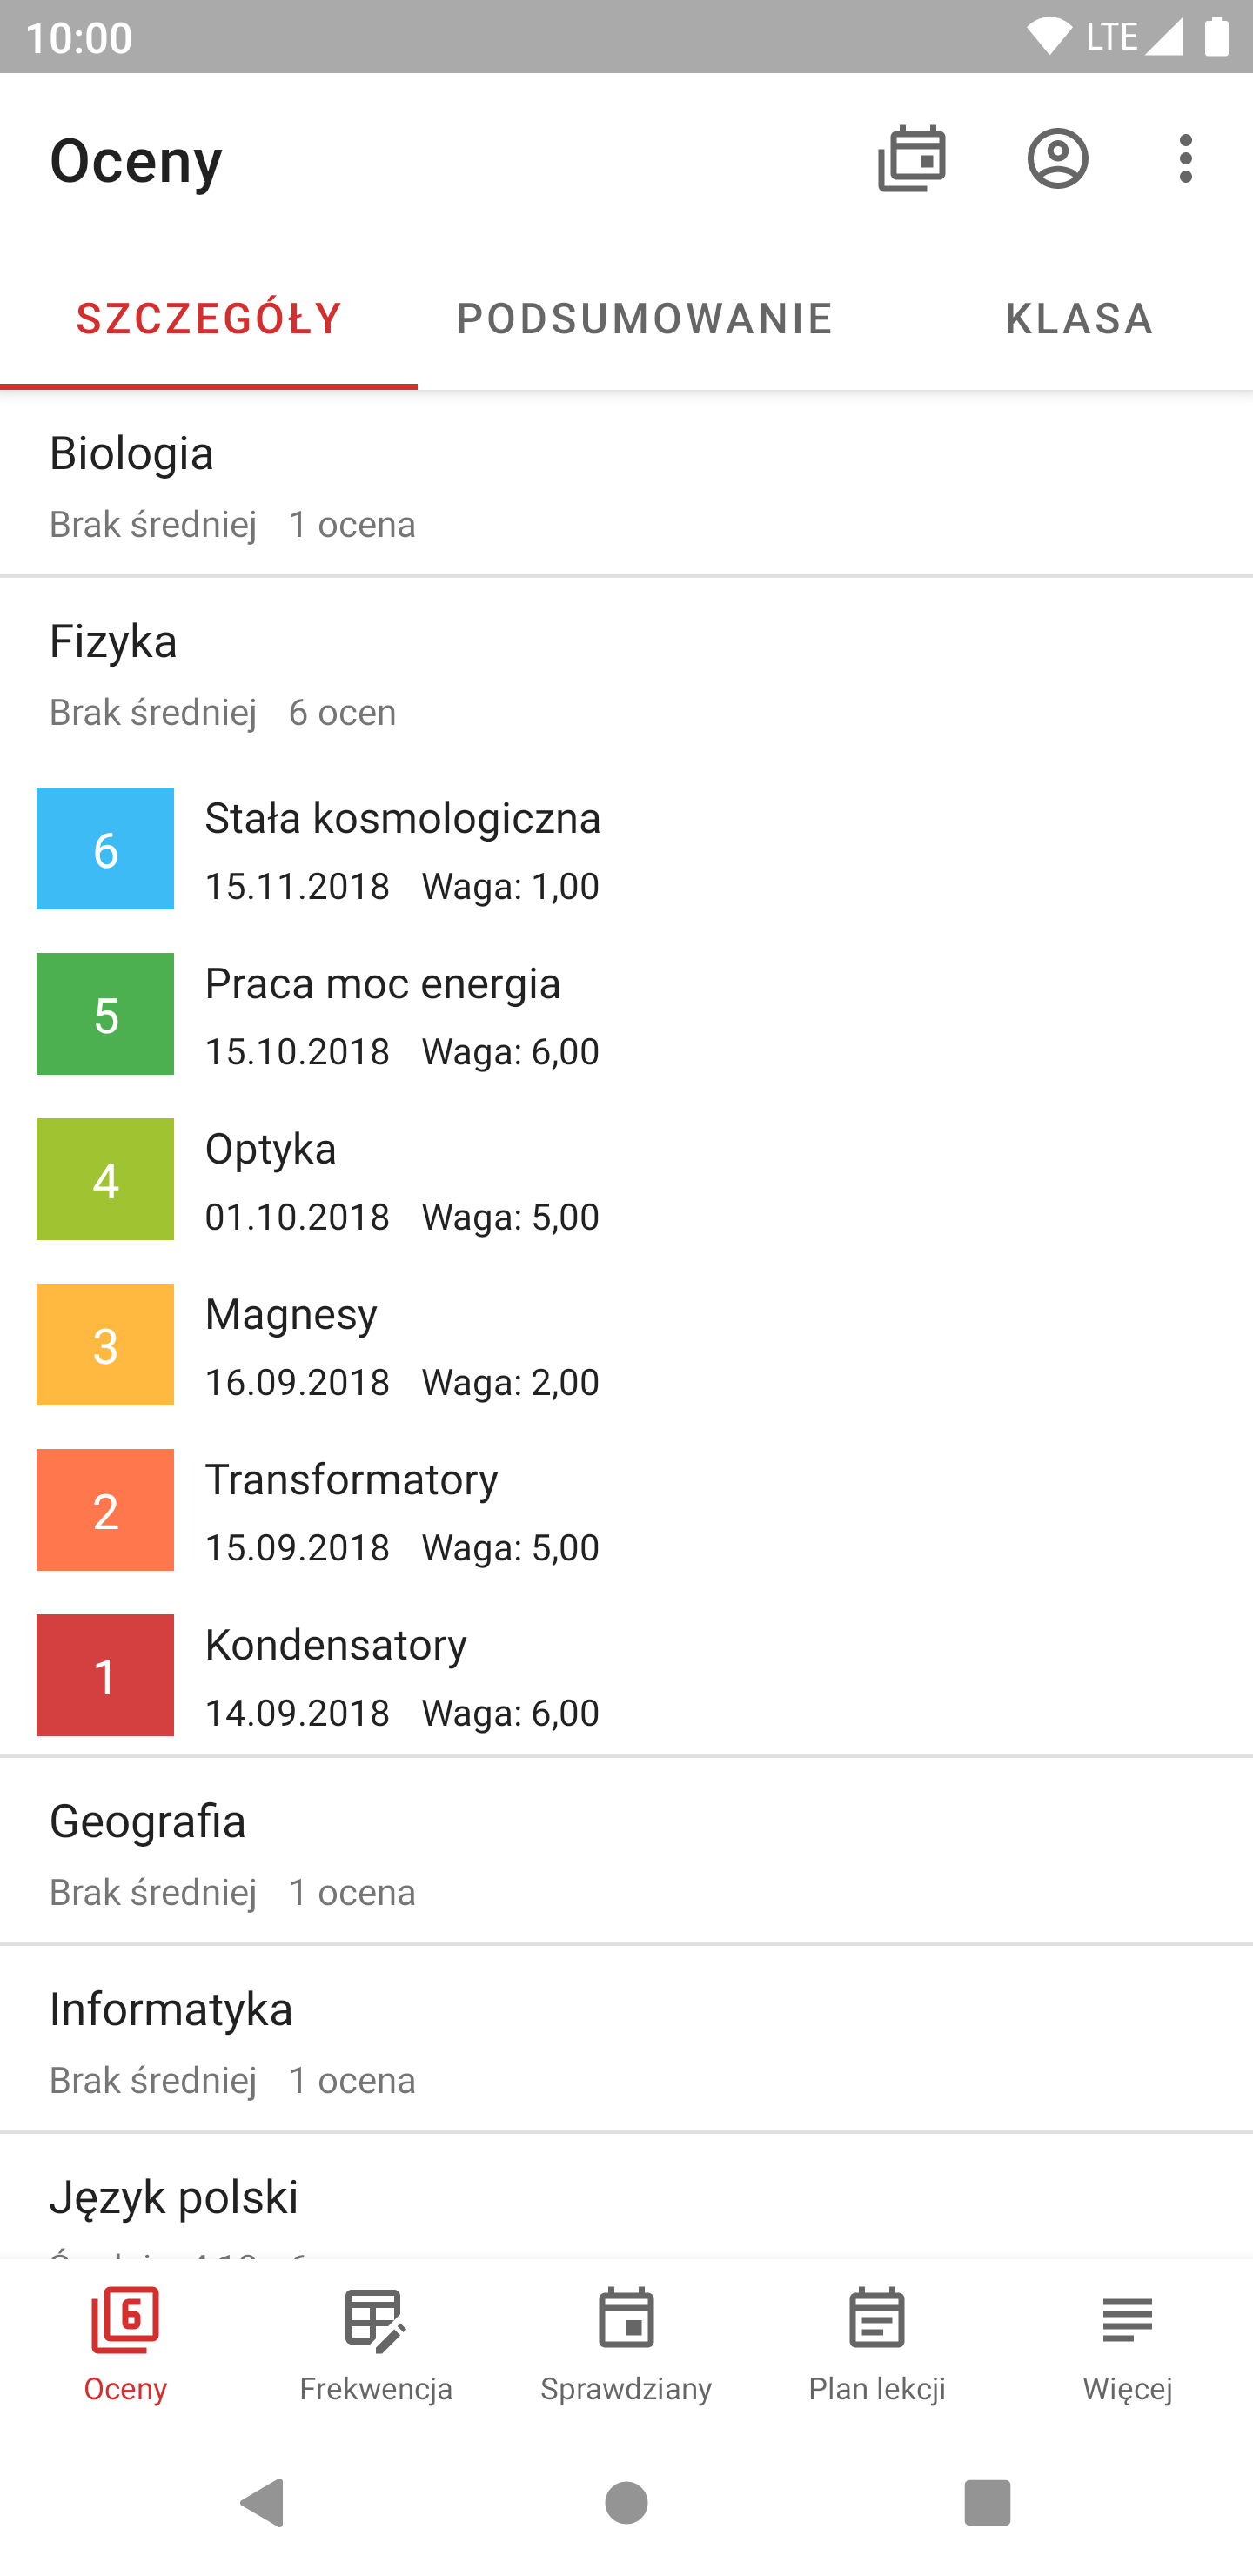 10:00 LTE
Oceny
SZCZEGÓŁY PODSUMOWANIE KLASA
Biologia
Brak średniej 1 ocena
Fizyka
Brak średniej 6 ocen
6 Stała kosmologiczna
15.11.2018 Waga: 1,00
5 Praca moc energia
15.10.2018 Waga: 6,00
4 Optyka
01.10.2018 Waga: 5,00
3 Magnesy
16.09.2018 Waga: 2,00
2 Transformatory
15.09.2018 Waga: 5,00
1 Kondensatory
14.09.2018 Waga: 6,00
Geografia
Brak średniej 1 ocena
Informatyka
Brak średniej 1 ocena
Język polski
6
Oceny Frekwencja Sprawdziany Plan lekcji Więcej